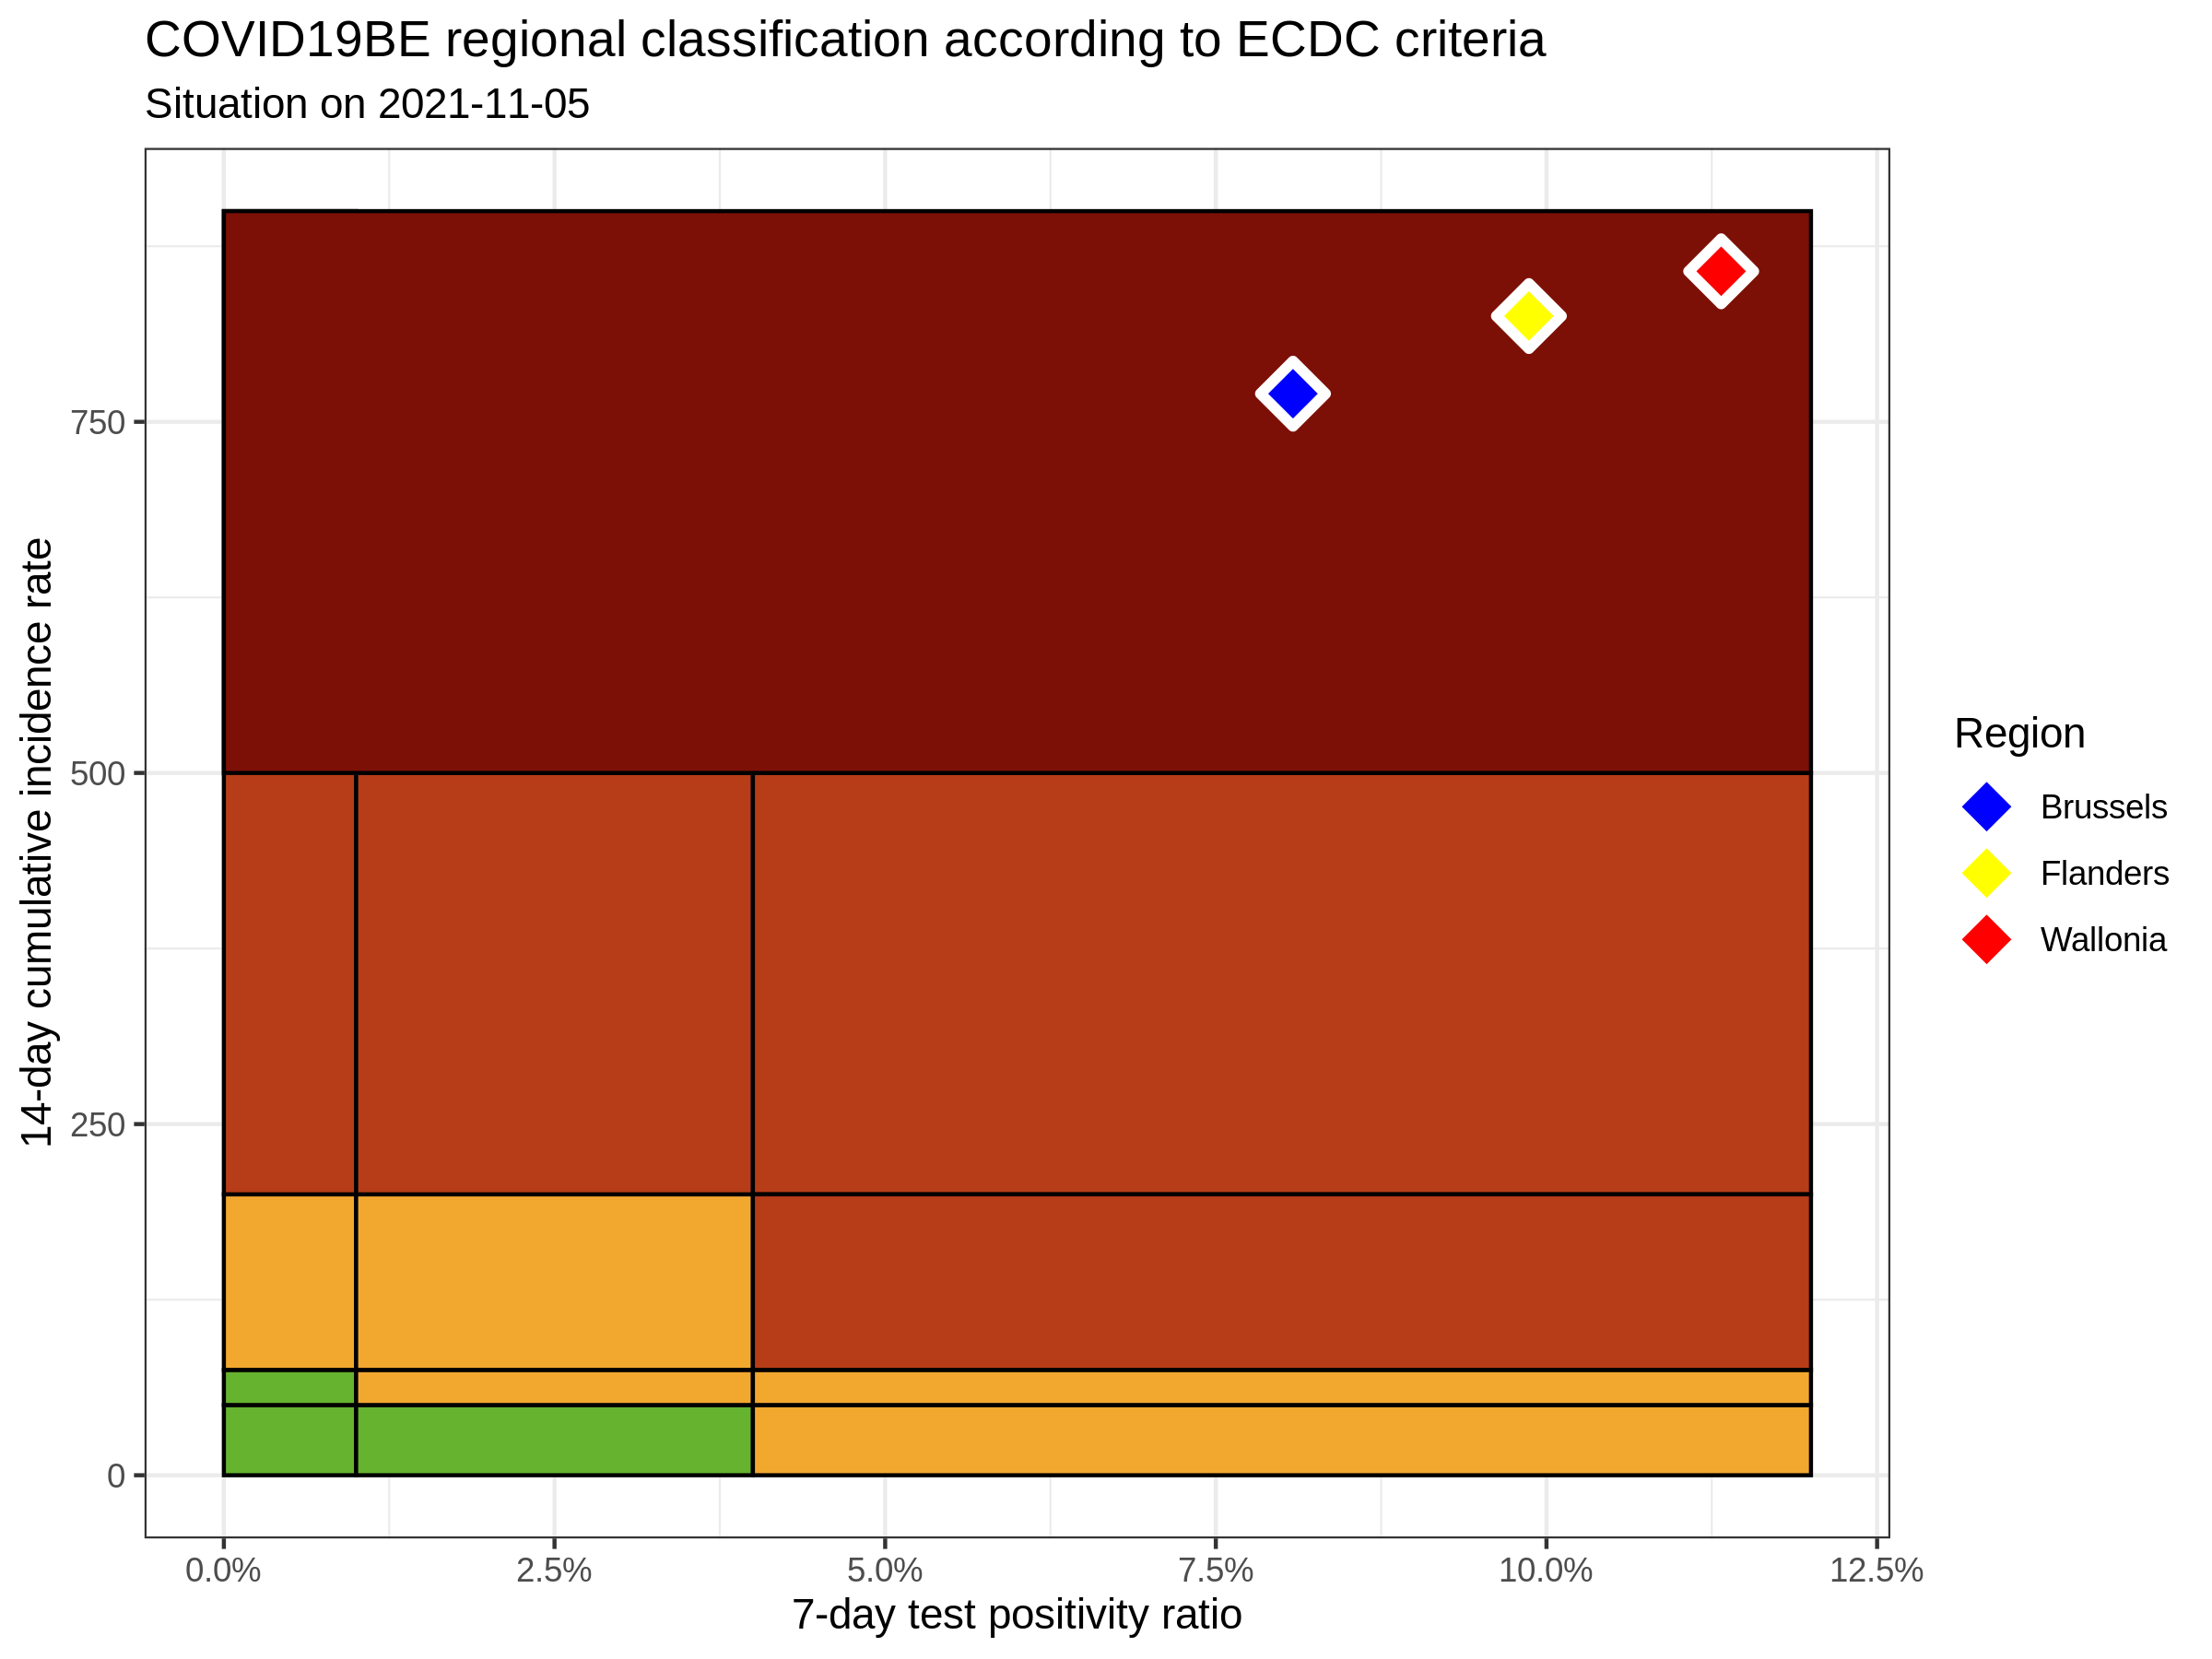 COVID19BE regional classification according to ECDC criteria
Situation on 2021-11-05
14-day cumulative incidence rate
750
500
250
0
0.0%
2.5%
5.0%
7.5%
10.0%
12.5%
7-day test positivity ratio
Region
Brussels
Flanders
Wallonia